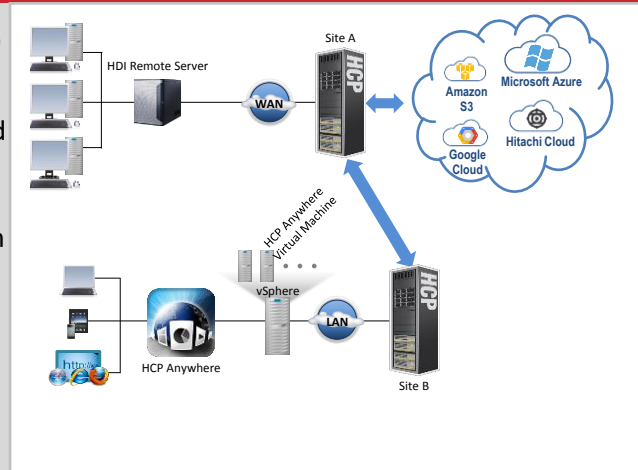 Site A
HDI Remote Server
HCP
WAN
Amazon
S3
Microsoft Azure
Google
Cloud
Hitachi Cloud
HCP Anywhere
Virtual Machine
vSphere
HCP
LAN
http://
HCP Anywhere
Site B